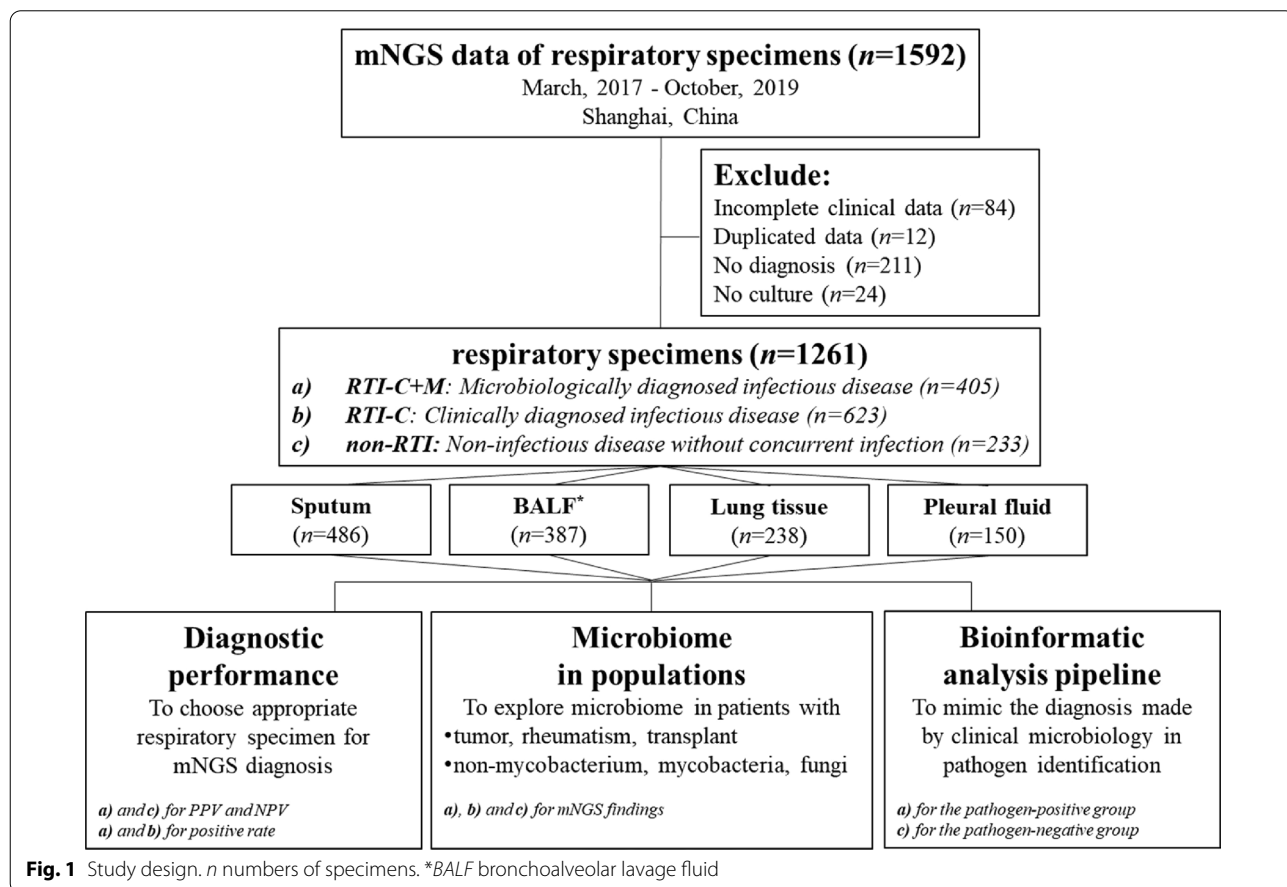 mNGS data of respiratory specimens (n=1592)
March, 2017 - October, 2019
Shanghai, China
Exclude:
Incomplete clinical data (n=84)
Duplicated data (n=12)
No diagnosis (n=211)
No culture (n=24)
respiratory specimens (n=1261)
a) RTI-C+M: Microbiologically diagnosed infectious disease (n=405)
b) RTI-C: Clinically diagnosed infectious disease (n=623)
c) non-RTI: Non-infectious disease without concurrent infection (n=233)
Sputum
(n=486)
BALF*
(n=387)
Lung tissue
(n=238)
Pleural fluid
(n=150)
Diagnostic
performance
To choose appropriate
respiratory specimen for
mNGS diagnosis
a) and c) for PPV and NPV
a) and b) for positive rate
Microbiome
in populations
To explore microbiome in patients with
•tumor, rheumatism, transplant
•non-mycobacterium, mycobacteria, fungi
a), b) and c) for mNGS findings
Bioinformatic
analysis pipeline
To mimic the diagnosis made
by clinical microbiology in
pathogen identification
a) for the pathogen-positive group
c) for the pathogen-negative group
Fig. 1 Study design. n numbers of specimens. *BALF bronchoalveolar lavage fluid